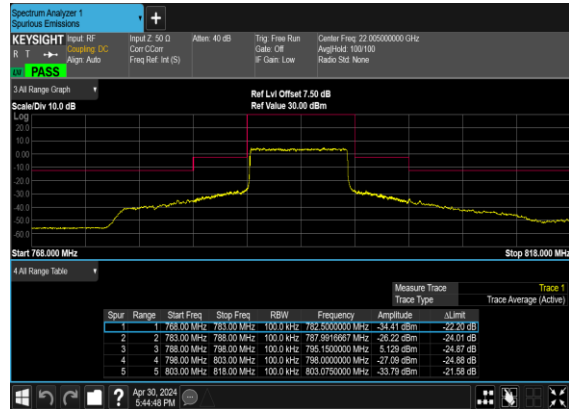 Spectrum Analyzer 1
Spurious Emissions
KEYSIGHT
R T
Input: RF
Coupling: DC
Align: Auto
Input Z: 50 Ω
Corr CCorr
Freq Ref: Int (S)
Atten: 40 dB
Trig: Free Run
Gate: Off
IF Gain: Low
Center Freq: 22.005000000 GHz
Avg|Hold: 100/100
Radio Std: None
PASS
3 All Range Graph
Ref Lvl Offset 7.50 dB
Scale/Div 10.0 dB
Ref Value 30.00 dBm
Log
20.0
10.0
0.00
-10.0
-20.0
-30.0
-40.0
-50.0
-60.0
Start 768.000 MHz
Stop 818.000 MHz
4 All Range Table
Measure Trace
Trace 1
Trace Type
Trace Average (Active)
Spur Range Start Freq Stop Freq RBW Frequency Amplitude ΔLimit
1 1 768.00 MHz 783.00 MHz 100.0 kHz 782.5000000 MHz -34.41 dBm -22.20 dB
2 2 783.00 MHz 788.00 MHz 100.0 kHz 787.9916667 MHz -26.22 dBm -24.01 dB
3 3 788.00 MHz 798.00 MHz 100.0 kHz 795.1500000 MHz 5.129 dBm -24.87 dB
4 4 798.00 MHz 803.00 MHz 100.0 kHz 798.0000000 MHz -27.09 dBm -24.88 dB
5 5 803.00 MHz 818.00 MHz 100.0 kHz 803.0750000 MHz -33.79 dBm -21.58 dB
?
Apr 30, 2024
5:44:48 PM